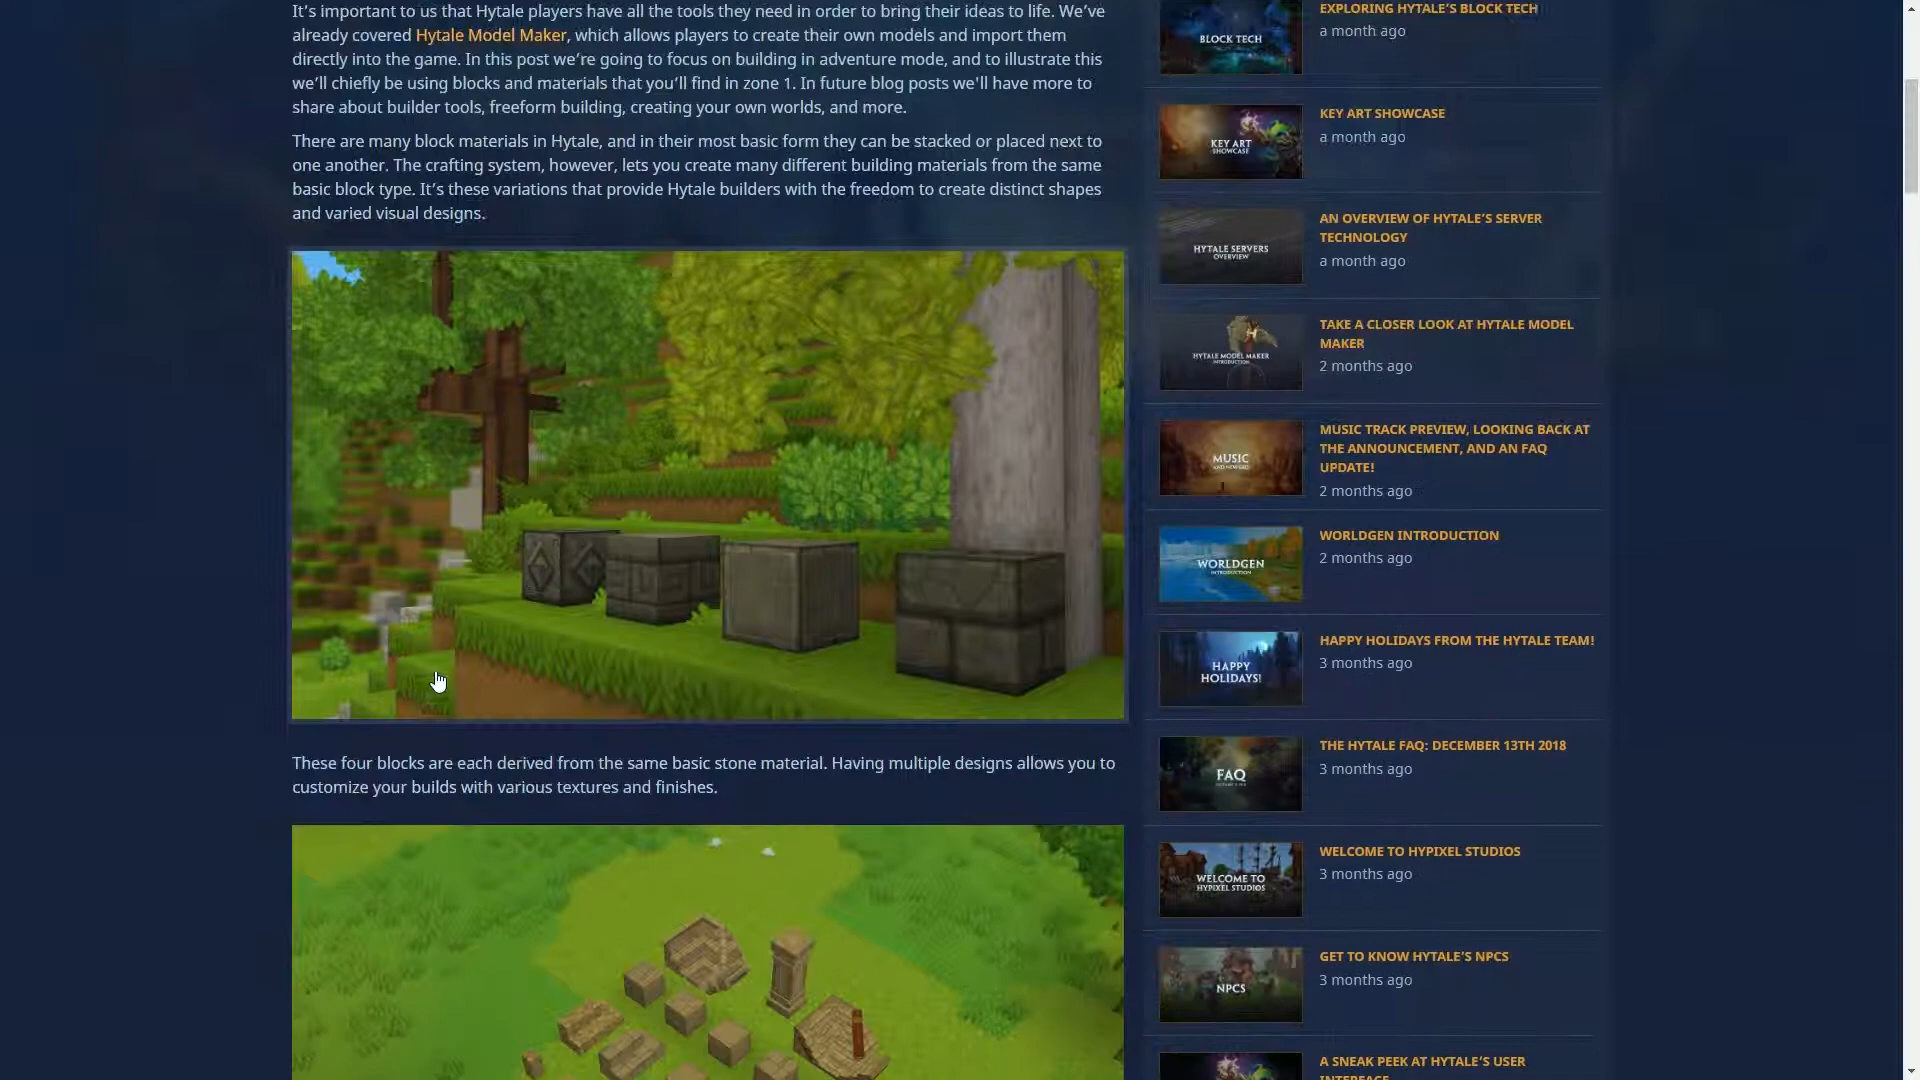 It's important to us that Hytale players have all the tools they need in order to bring their ideas to life. We've
already covered Hytale Model Maker, which allows players to create their own models and import them
directly into the game. In this post we're going to focus on building in adventure mode, and to illustrate this
we'll chiefly be using blocks and materials that you'll find in zone 1. In future blog posts we'll have more to
share about builder tools, freeform building, creating your own worlds, and more.
There are many block materials in Hytale, and in their most basic form they can be stacked or placed next to
one another. The crafting system, however, lets you create many different building materials from the same
basic block type. It's these variations that provide Hytale builders with the freedom to create distinct shapes
and varied visual designs.
These four blocks are each derived from the same basic stone material. Having multiple designs allows you to
customize your builds with various textures and finishes.
BLOCK TECH
EXPLORING HYTALE'S BLOCK TECH
a month ago
KEY ART
SHOWCASE
KEY ART SHOWCASE
a month ago
HYTALE SERVERS
OVERVIEW
AN OVERVIEW OF HYTALE'S SERVER
TECHNOLOGY
a month ago
HYTALE MODEL MAKER
INTRODUCTION
TAKE A CLOSER LOOK AT HYTALE MODEL
MAKER
2 months ago
MUSIC
MUSIC TRACK PREVIEW, LOOKING BACK AT
THE ANNOUNCEMENT, AND AN FAQ
UPDATE!
2 months ago
WORLDGEN
INTRODUCTION
WORLDGEN INTRODUCTION
2 months ago
HAPPY
HOLIDAYS!
HAPPY HOLIDAYS FROM THE HYTALE TEAM!
3 months ago
FAQ
THE HYTALE FAQ: DECEMBER 13TH 2018
3 months ago
WELCOME TO
HYPIXEL STUDIOS
WELCOME TO HYPIXEL STUDIOS
3 months ago
NPCS
GET TO KNOW HYTALE'S NPCS
3 months ago
A SNEAK PEEK AT HYTALE'S USER
INTERFACE